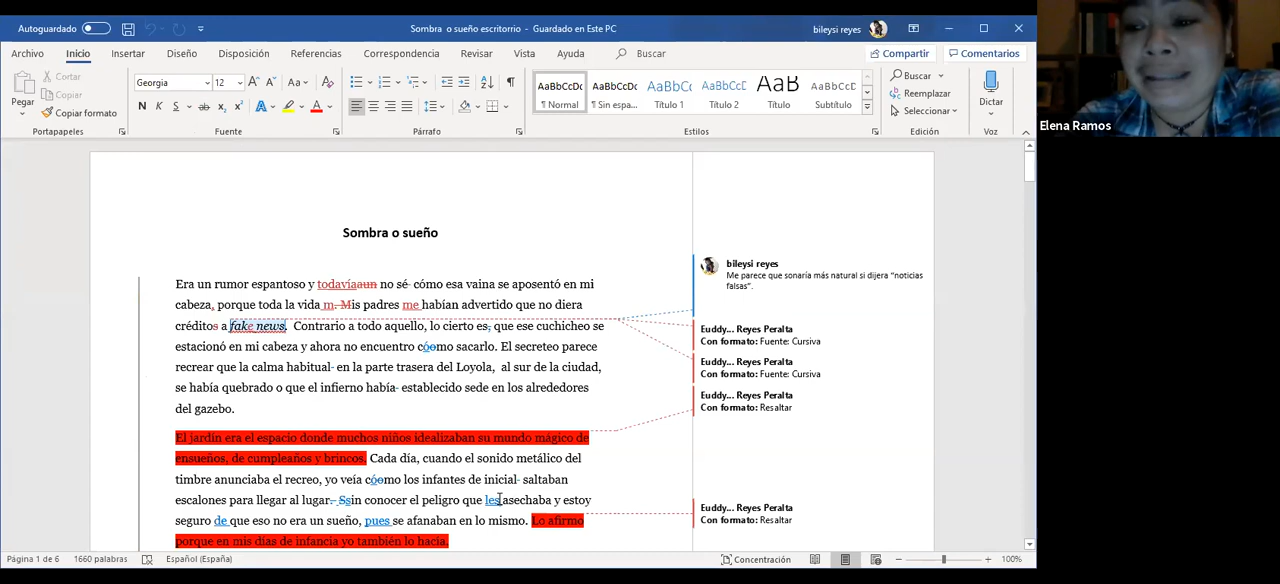 Autoguardado
Sombra o sueño escritorrio - Guardado en Este PC
bileysi reyes
Archivo Inicio Insertar Diseño Disposición Referencias Correspondencia Revisar Vista Ayuda Buscar Compartir Comentarios
Pegar
Cortar
Copiar
Copiar formato
Portapapeles
Georgia 12
N K S ab x₂ x² A A
Fuente
Párrafo
AaBbCcDc
¶ Normal
AaBbCcDc
¶ Sin espa...
AaBbC
Título 1
AaBbCcD
Título 2
AaB
Título
AaBbCcD
Subtítulo
Estilos
Buscar
Reemplazar
Seleccionar
Edición
Dictar
Voz
Elena Ramos
Sombra o sueño
Era un rumor espantoso y todavíaaun no sé- cómo esa vaina se aposentó en mi
cabeza, porque toda la vida m. Mis padres me habían advertido que no diera
créditos a fake news. Contrario a todo aquello, lo cierto es, que ese cuchicheo se
estacionó en mi cabeza y ahora no encuentro cóomo sacarlo. El secreteo parece
recrear que la calma habitual- en la parte trasera del Loyola, al sur de la ciudad,
se había quebrado o que el infierno había- establecido sede en los alrededores
del gazebo.
El jardín era el espacio donde muchos niños idealizaban su mundo mágico de
ensueños, de cumpleaños y brincos. Cada día, cuando el sonido metálico del
timbre anunciaba el recreo, yo veía cóomo los infantes de inicial- saltaban
escalones para llegar al lugar. Ssin conocer el peligro que les asechaba y estoy
seguro de que eso no era un sueño, pues se afanaban en lo mismo. Lo afirmo
porque en mis días de infancia yo también lo hacía.
bileysi reyes
Me parece que sonaría más natural si dijera "noticias
falsas".
Euddy... Reyes Peralta
Con formato: Fuente: Cursiva
Euddy... Reyes Peralta
Con formato: Fuente: Cursiva
Euddy... Reyes Peralta
Con formato: Resaltar
Euddy... Reyes Peralta
Con formato: Resaltar
Página 1 de 6 1660 palabras Español (España) Concentración 100%